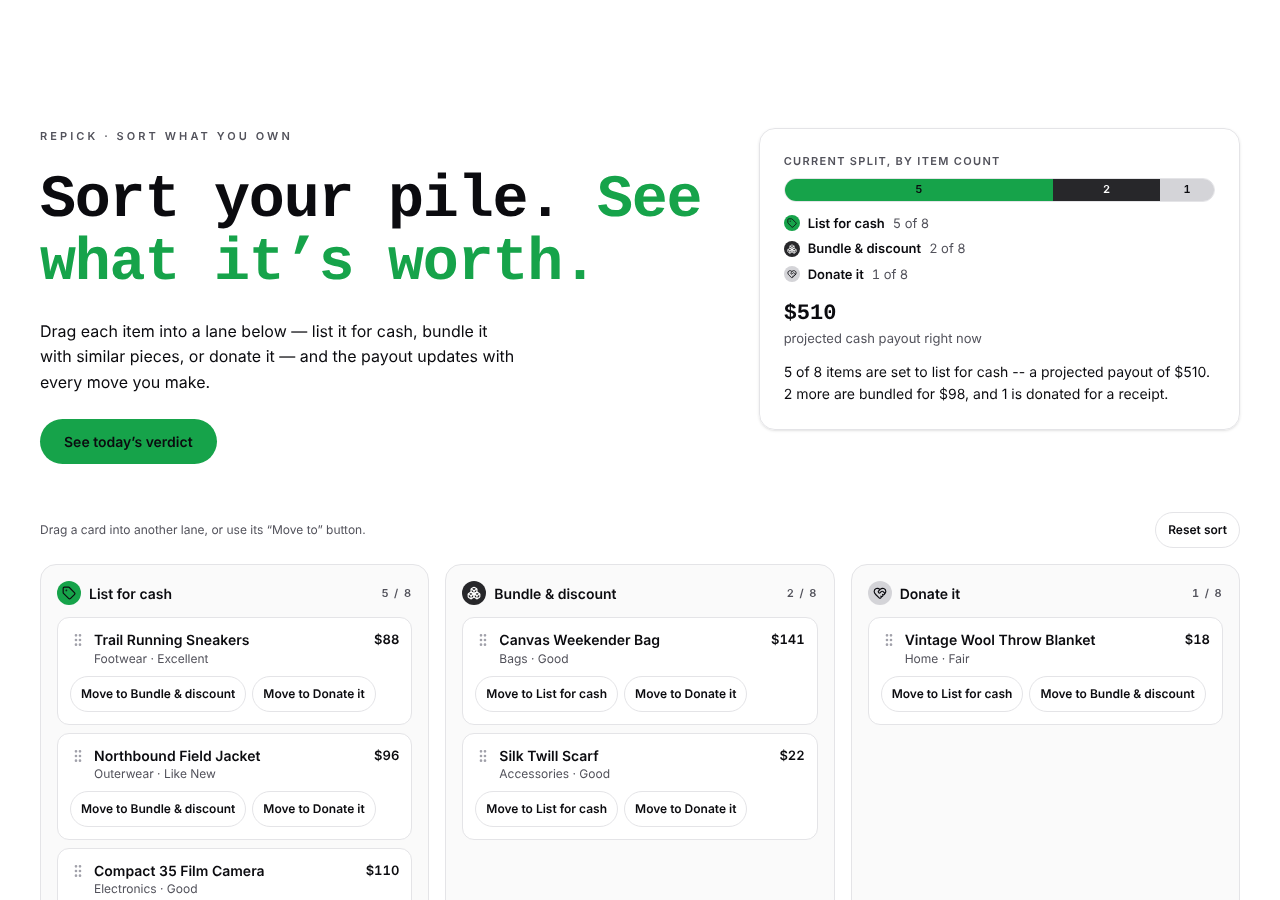 REPICK · SORT WHAT YOU OWN
Sort your pile. See
what it’s worth.
Drag each item into a lane below — list it for cash, bundle it
with similar pieces, or donate it — and the payout updates with
every move you make.
See today’s verdict
CURRENT SPLIT, BY ITEM COUNT
5 2 1
List for cash 5 of 8
Bundle & discount 2 of 8
Donate it 1 of 8
$510
projected cash payout right now
5 of 8 items are set to list for cash -- a projected payout of $510.
2 more are bundled for $98, and 1 is donated for a receipt.
Drag a card into another lane, or use its “Move to” button.
Reset sort
List for cash 5 / 8
Trail Running Sneakers $88
Footwear · Excellent
Move to Bundle & discount Move to Donate it
Northbound Field Jacket $96
Outerwear · Like New
Move to Bundle & discount Move to Donate it
Compact 35 Film Camera $110
Electronics · Good
Bundle & discount 2 / 8
Canvas Weekender Bag $141
Bags · Good
Move to List for cash Move to Donate it
Silk Twill Scarf $22
Accessories · Good
Move to List for cash Move to Donate it
Donate it 1 / 8
Vintage Wool Throw Blanket $18
Home · Fair
Move to List for cash Move to Bundle & discount